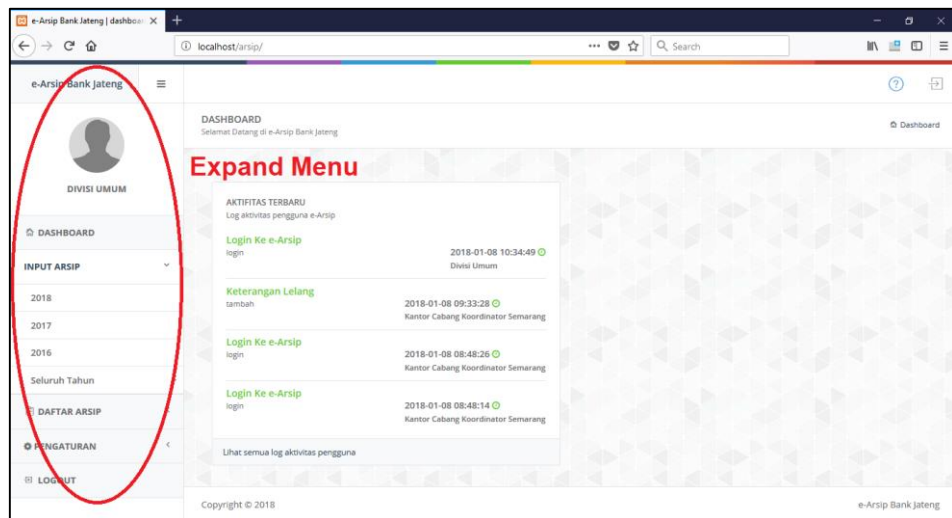 e-Arsip Bank Jateng | dashboar
localhost/arsip/
Search
e-Arsip Bank Jateng
DIVISI UMUM
DASHBOARD
INPUT ARSIP
2018
2017
2016
Seluruh Tahun
DAFTAR ARSIP
PENGATURAN
LOGOUT
DASHBOARD
Selamat Datang di e-Arsip Bank Jateng
Dashboard
Expand Menu
AKTIFITAS TERBARU
Log aktivitas pengguna e-Arsip
Login Ke e-Arsip
login
2018-01-08 10:34:49
Divisi Umum
Keterangan Lelang
tambah
2018-01-08 09:33:28
Kantor Cabang Koordinator Semarang
Login Ke e-Arsip
login
2018-01-08 08:48:26
Kantor Cabang Koordinator Semarang
Login Ke e-Arsip
login
2018-01-08 08:48:14
Kantor Cabang Koordinator Semarang
Lihat semua log aktivitas pengguna
Copyright © 2018
e-Arsip Bank Jateng